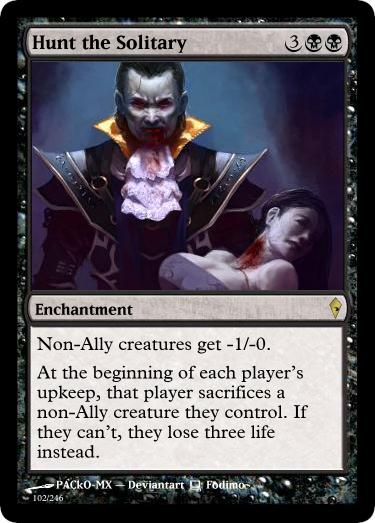 Hunt the Solitary 3
Enchantment
Non-Ally creatures get -1/-0.
At the beginning of each player's
upkeep, that player sacrifices a
non-Ally creature they control. If
they can't, they lose three life
instead.
PACkO-MX — Deviantart Fodimo
102/246